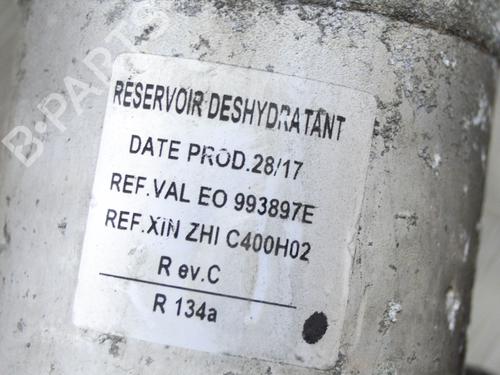 B-PARTS
RESERVOIR DESHYDRATANT
DATE PROD.28/17
REF.VAL EO 993897E
REF.XIN ZHI C400H02
R ev.C
R 134a